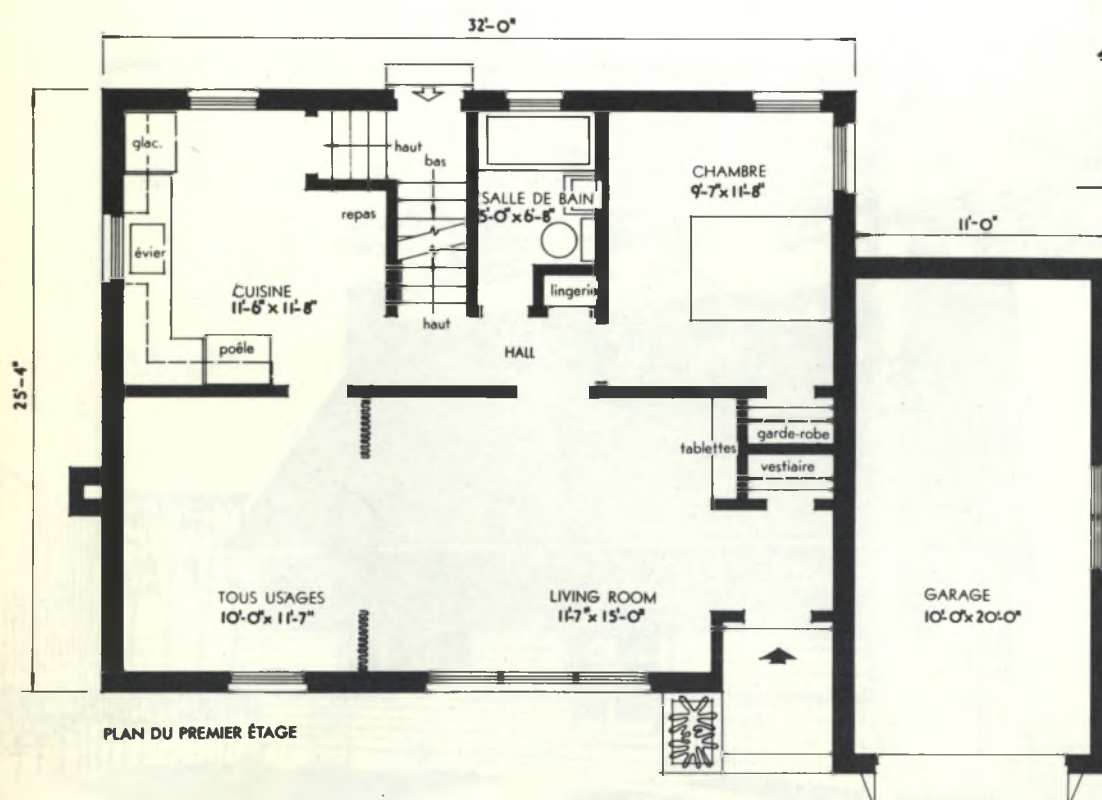 32'-0"
glac.
haut
bas
CHAMBRE
9'-7" x 11'-8"
SALLE DE BAIN
5'-0" x 6'-8"
repas
11'-0"
évier
CUISINE
11'-6" x 11'-8"
lingerie
haut
poêle
HALL
25'-4"
tablettes
garde-robe
vestiaire
TOUS USAGES
10'-0" x 11'-7"
LIVING ROOM
11'-7" x 15'-0"
GARAGE
10'-0" x 20'-0"
PLAN DU PREMIER ÉTAGE